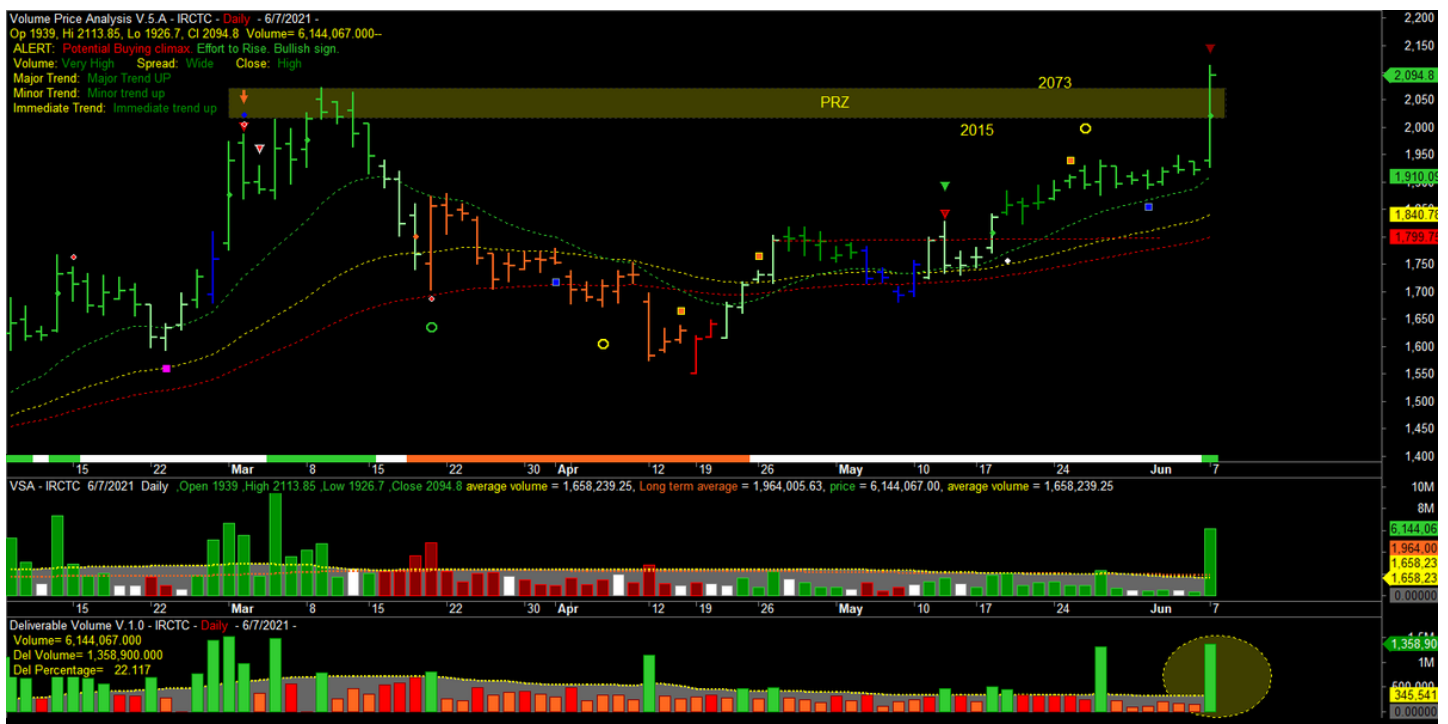 Volume Price Analysis V.5.A - IRCTC - Daily - 6/7/2021 -
Op 1939, Hi 2113.85, Lo 1926.7, Cl 2094.8 Volume= 6,144,067.000--
ALERT: Potential Buying climax. Effort to Rise. Bullish sign.
Volume: Very High Spread: Wide Close: High
Major Trend: Major Trend UP
Minor Trend: Minor trend up
Immediate Trend: Immediate trend up
2073
PRZ
2015
2,200
2,150
2,094.8
2,050
2,000
1,950
1,910.09
1,840.78
1,799.75
1,750
1,700
1,650
1,600
1,550
1,500
1,450
1,400
15 22 Mar 8 15 22 30 Apr 12 19 26 May 10 17 24 Jun 7
VSA - IRCTC 6/7/2021 Daily ,Open 1939 ,High 2113.85 ,Low 1926.7 ,Close 2094.8 average volume = 1,658,239.25, Long term average = 1,964,005.63, price = 6,144,067.00, average volume = 1,658,239.25
10M
8M
6,144,06
1,964,00
1,658,23
1,658,23
0.00000
15 22 Mar 8 15 22 30 Apr 12 19 26 May 10 17 24 Jun 7
Deliverable Volume V.1.0 - IRCTC - Daily - 6/7/2021 -
Volume= 6,144,067.000
Del Volume= 1,358,900.000
Del Percentage= 22.117
1,358,90
1M
345,541
0.00000